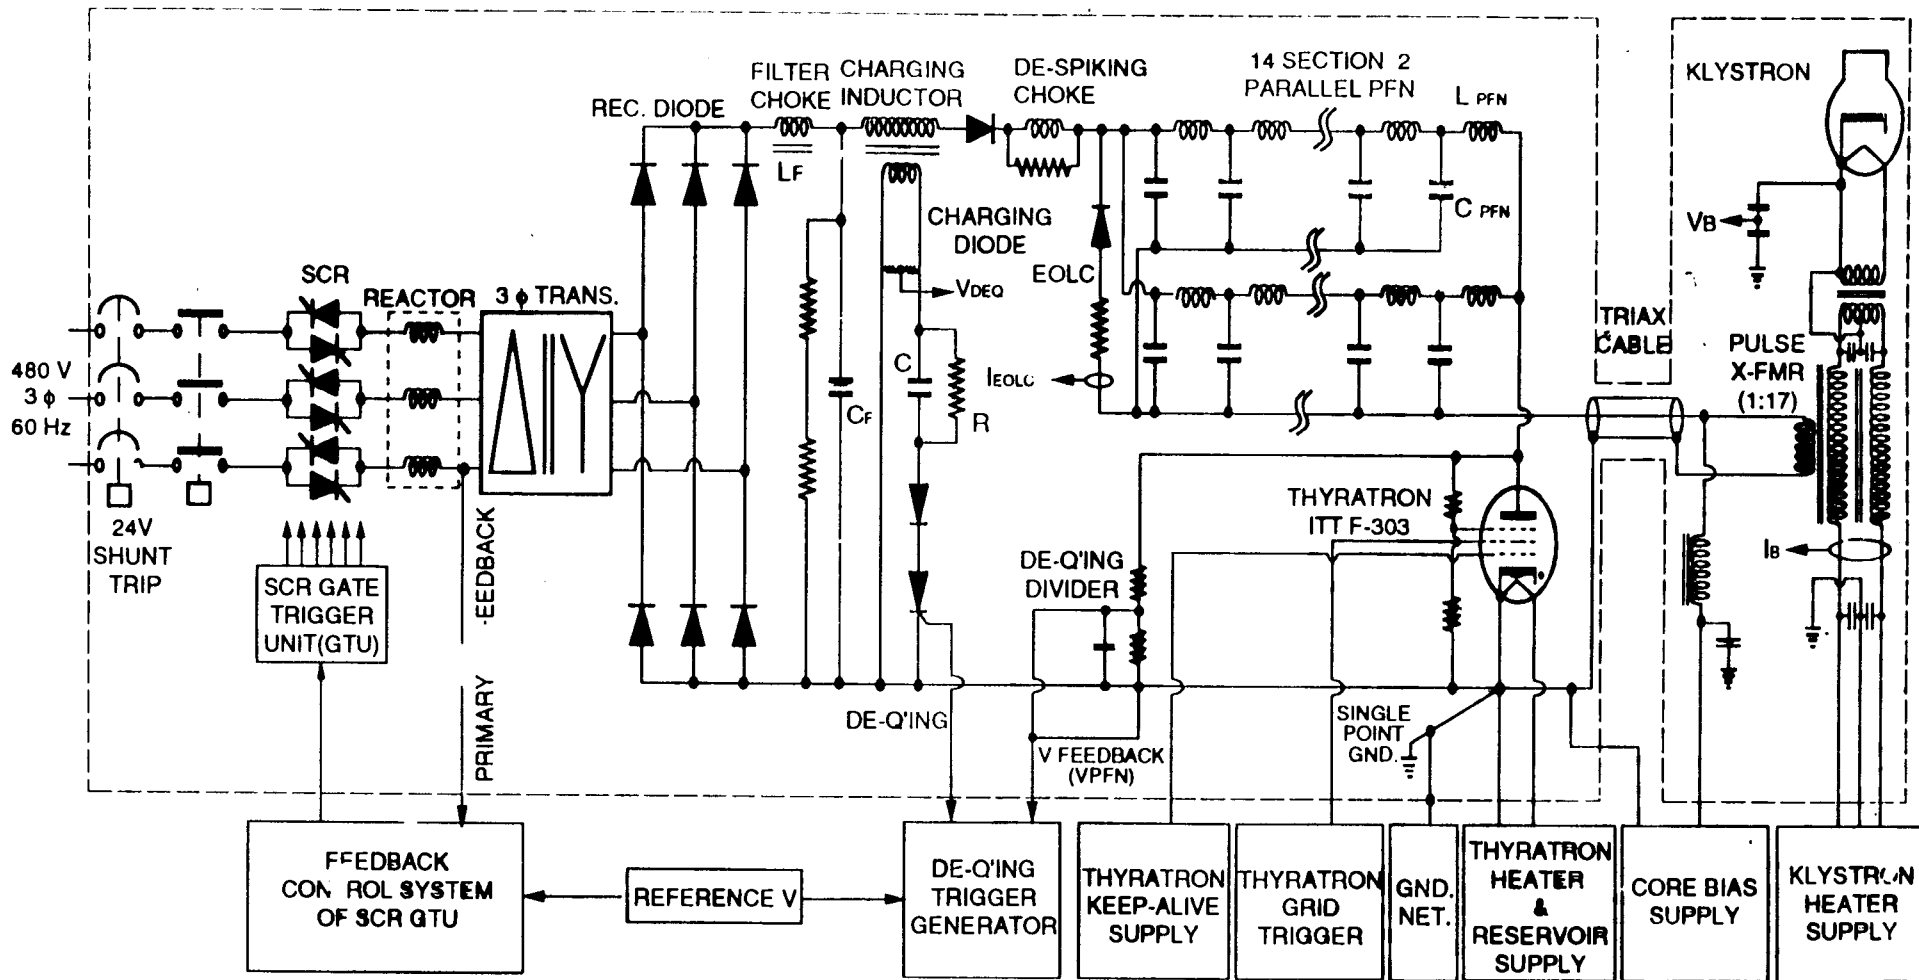 FILTER
CHOKE
CHARGING
INDUCTOR
DE-SPIKING
CHOKE
14 SECTION 2
PARALLEL PFN
L PFN
KLYSTRON
REC. DIODE
LF
C PFN
VB
CHARGING
DIODE
EOLC
VDEQ
SCR
REACTOR
3 ϕ TRANS.
480 V
3 ϕ
60 Hz
TRIAX
CABLE
PULSE
X-FMR
(1:17)
IEOLC
C
CF
R
24V
SHUNT
TRIP
SCR GATE
TRIGGER
UNIT(GTU)
PRIMARY
-EEDBACK
THYRATRON
ITT F-303
DE-Q'ING
DIVIDER
IB
DE-Q'ING
V FEEDBACK
(VPFN)
SINGLE
POINT
GND.
FEEDBACK
CON ROL SYSTEM
OF SCR GTU
REFERENCE V
DE-Q'ING
TRIGGER
GENERATOR
THYRATRON
KEEP-ALIVE
SUPPLY
THYRATRON
GRID
TRIGGER
GND.
NET.
THYRATRON
HEATER
&
RESERVOIR
SUPPLY
CORE BIAS
SUPPLY
KLYSTRON
HEATER
SUPPLY